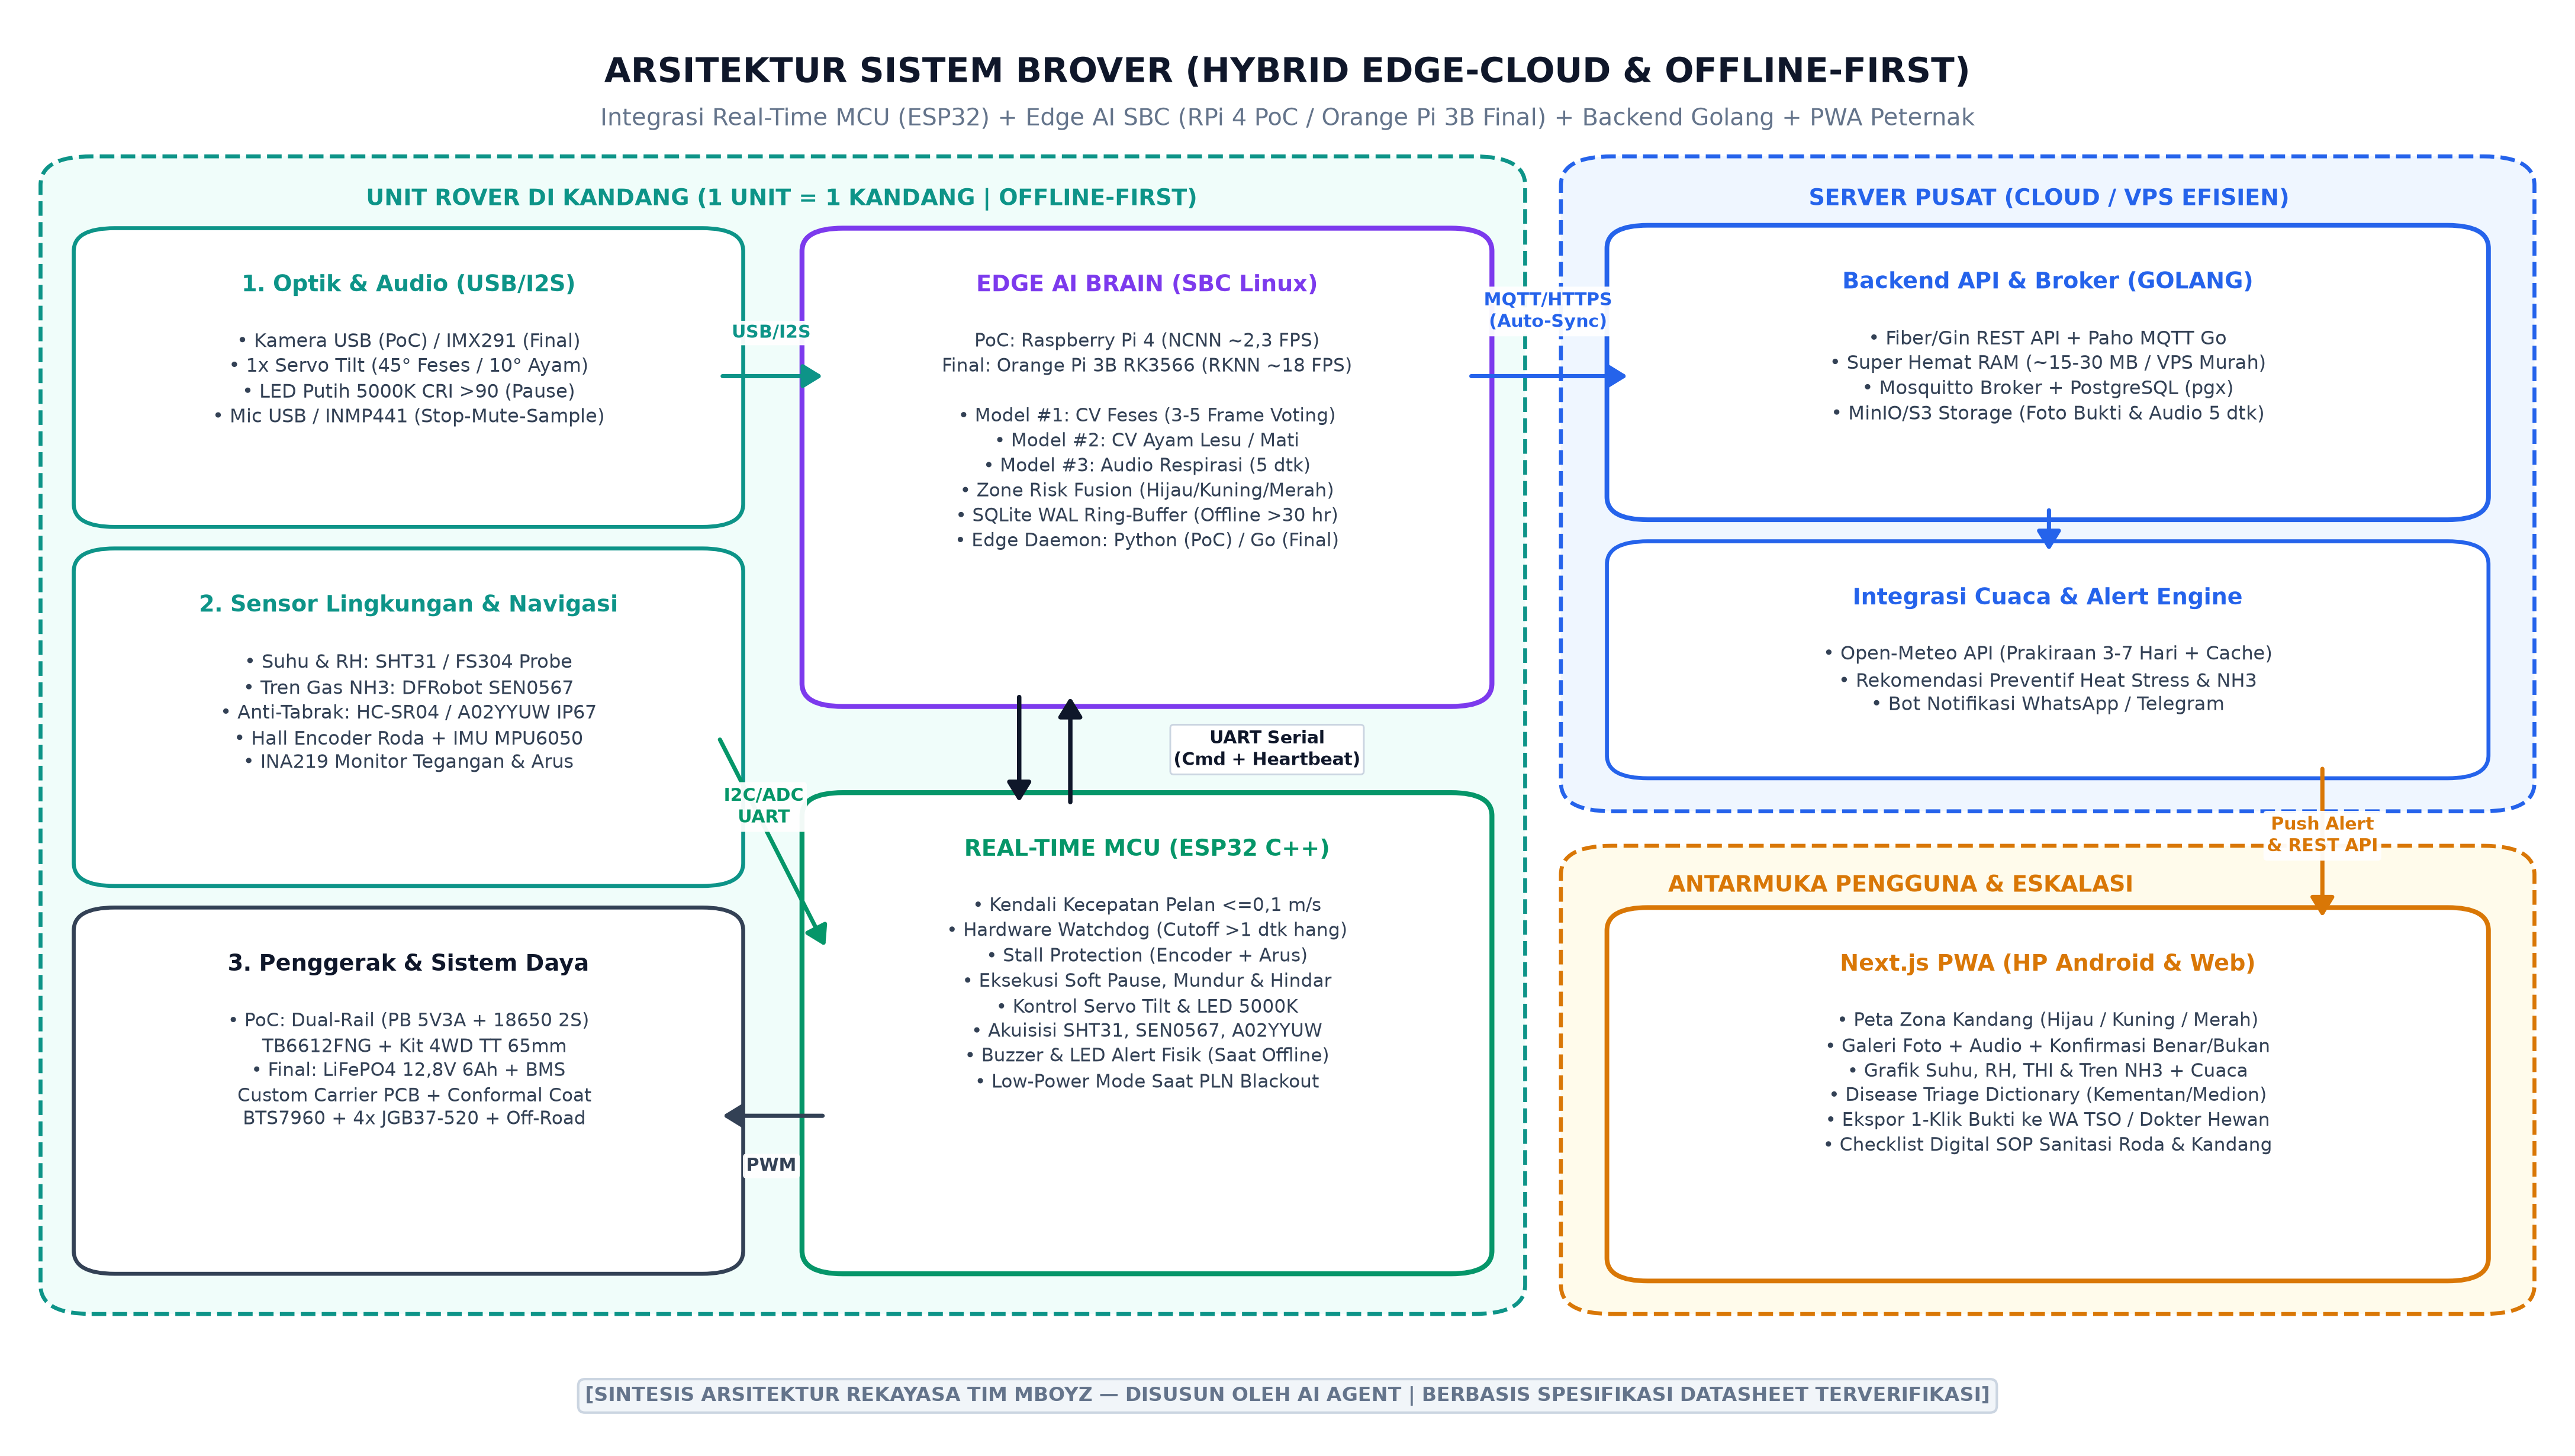 ARSITEKTUR SISTEM BROVER (HYBRID EDGE-CLOUD & OFFLINE-FIRST)
Integrasi Real-Time MCU (ESP32) + Edge AI SBC (RPi 4 PoC / Orange Pi 3B Final) + Backend Golang + PWA Peternak
UNIT ROVER DI KANDANG (1 UNIT = 1 KANDANG | OFFLINE-FIRST)
1. Optik & Audio (USB/I2S)
• Kamera USB (PoC) / IMX291 (Final)
• 1x Servo Tilt (45° Feses / 10° Ayam)
• LED Putih 5000K CRI >90 (Pause)
• Mic USB / INMP441 (Stop-Mute-Sample)
USB/I2S
2. Sensor Lingkungan & Navigasi
• Suhu & RH: SHT31 / FS304 Probe
• Tren Gas NH3: DFRobot SEN0567
• Anti-Tabrak: HC-SR04 / A02YYUW IP67
• Hall Encoder Roda + IMU MPU6050
• INA219 Monitor Tegangan & Arus
I2C/ADC
UART
3. Penggerak & Sistem Daya
• PoC: Dual-Rail (PB 5V3A + 18650 2S)
TB6612FNG + Kit 4WD TT 65mm
• Final: LiFePO4 12,8V 6Ah + BMS
Custom Carrier PCB + Conformal Coat
BTS7960 + 4x JGB37-520 + Off-Road
PWM
EDGE AI BRAIN (SBC Linux)
PoC: Raspberry Pi 4 (NCNN ~2,3 FPS)
Final: Orange Pi 3B RK3566 (RKNN ~18 FPS)
• Model #1: CV Feses (3-5 Frame Voting)
• Model #2: CV Ayam Lesu / Mati
• Model #3: Audio Respirasi (5 dtk)
• Zone Risk Fusion (Hijau/Kuning/Merah)
• SQLite WAL Ring-Buffer (Offline >30 hr)
• Edge Daemon: Python (PoC) / Go (Final)
UART Serial
(Cmd + Heartbeat)
REAL-TIME MCU (ESP32 C++)
• Kendali Kecepatan Pelan <=0,1 m/s
• Hardware Watchdog (Cutoff >1 dtk hang)
• Stall Protection (Encoder + Arus)
• Eksekusi Soft Pause, Mundur & Hindar
• Kontrol Servo Tilt & LED 5000K
• Akuisisi SHT31, SEN0567, A02YYUW
• Buzzer & LED Alert Fisik (Saat Offline)
• Low-Power Mode Saat PLN Blackout
MQTT/HTTPS
(Auto-Sync)
SERVER PUSAT (CLOUD / VPS EFISIEN)
Backend API & Broker (GOLANG)
• Fiber/Gin REST API + Paho MQTT Go
• Super Hemat RAM (~15-30 MB / VPS Murah)
• Mosquitto Broker + PostgreSQL (pgx)
• MinIO/S3 Storage (Foto Bukti & Audio 5 dtk)
Integrasi Cuaca & Alert Engine
• Open-Meteo API (Prakiraan 3-7 Hari + Cache)
• Rekomendasi Preventif Heat Stress & NH3
• Bot Notifikasi WhatsApp / Telegram
Push Alert
& REST API
ANTARMUKA PENGGUNA & ESKALASI
Next.js PWA (HP Android & Web)
• Peta Zona Kandang (Hijau / Kuning / Merah)
• Galeri Foto + Audio + Konfirmasi Benar/Bukan
• Grafik Suhu, RH, THI & Tren NH3 + Cuaca
• Disease Triage Dictionary (Kementan/Medion)
• Ekspor 1-Klik Bukti ke WA TSO / Dokter Hewan
• Checklist Digital SOP Sanitasi Roda & Kandang
[SINTESIS ARSITEKTUR REKAYASA TIM MBOYZ — DISUSUN OLEH AI AGENT | BERBASIS SPESIFIKASI DATASHEET TERVERIFIKASI]